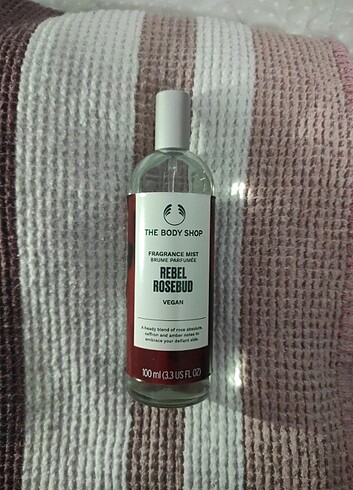 THE BODY SHOP
FRAGRANCE MIST
BRUME PARFUMÉE
REBEL
ROSEBUD
VEGAN
A heady blend of rose absolute,
saffron and amber notes to
embrace your defiant side.
100 ml (3.3 US FL OZ)